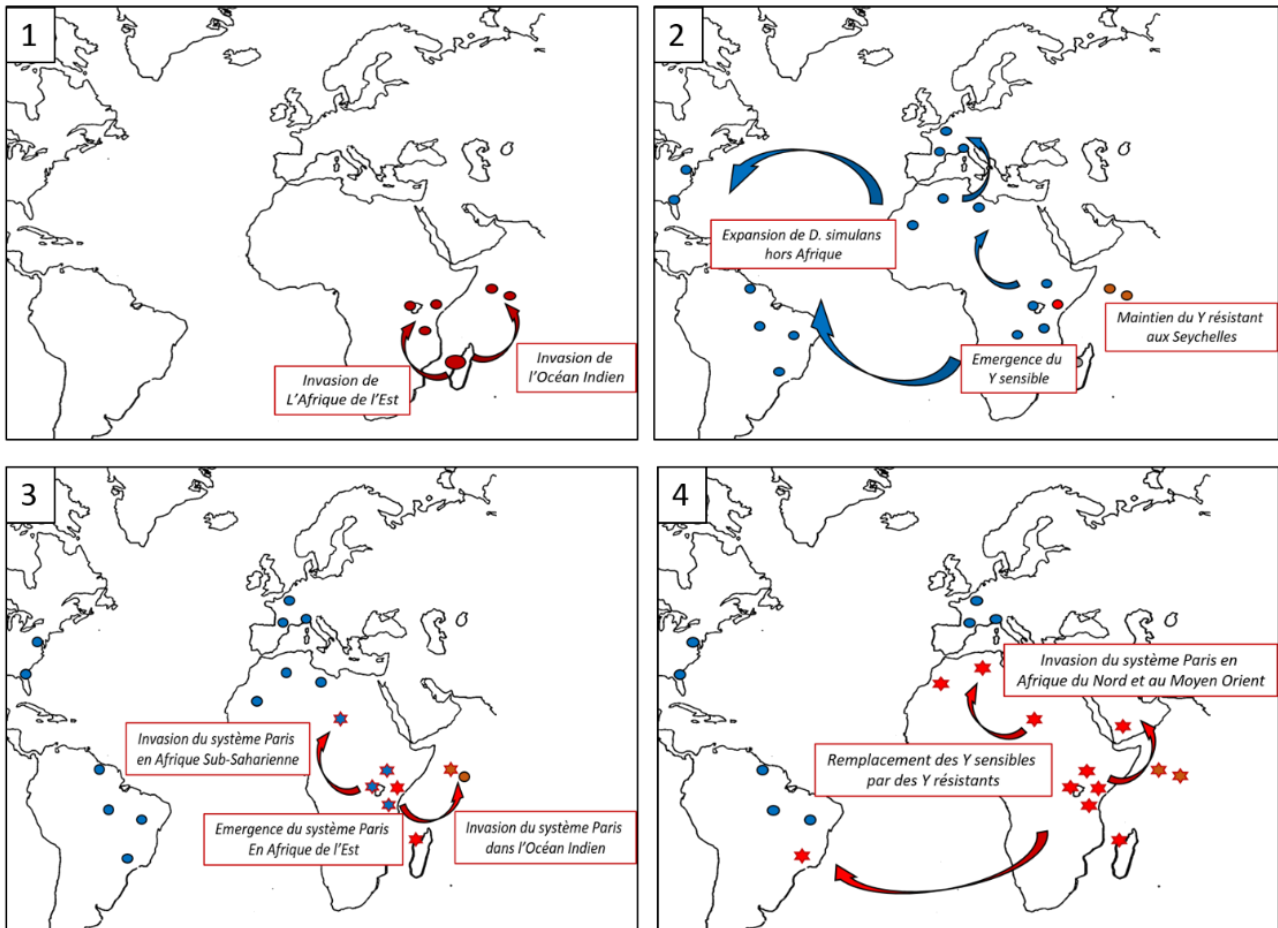 1
Invasion de
L'Afrique de l'Est
Invasion de
l'Océan Indien
2
Expansion de D. simulans
hors Afrique
Maintien du Y résistant
aux Seychelles
Emergence du
Y sensible
3
Invasion du système Paris
en Afrique Sub-Saharienne
Emergence du système Paris
En Afrique de l'Est
Invasion du système Paris
dans l'Océan Indien
4
Invasion du système Paris en
Afrique du Nord et au Moyen Orient
Remplacement des Y sensibles
par des Y résistants